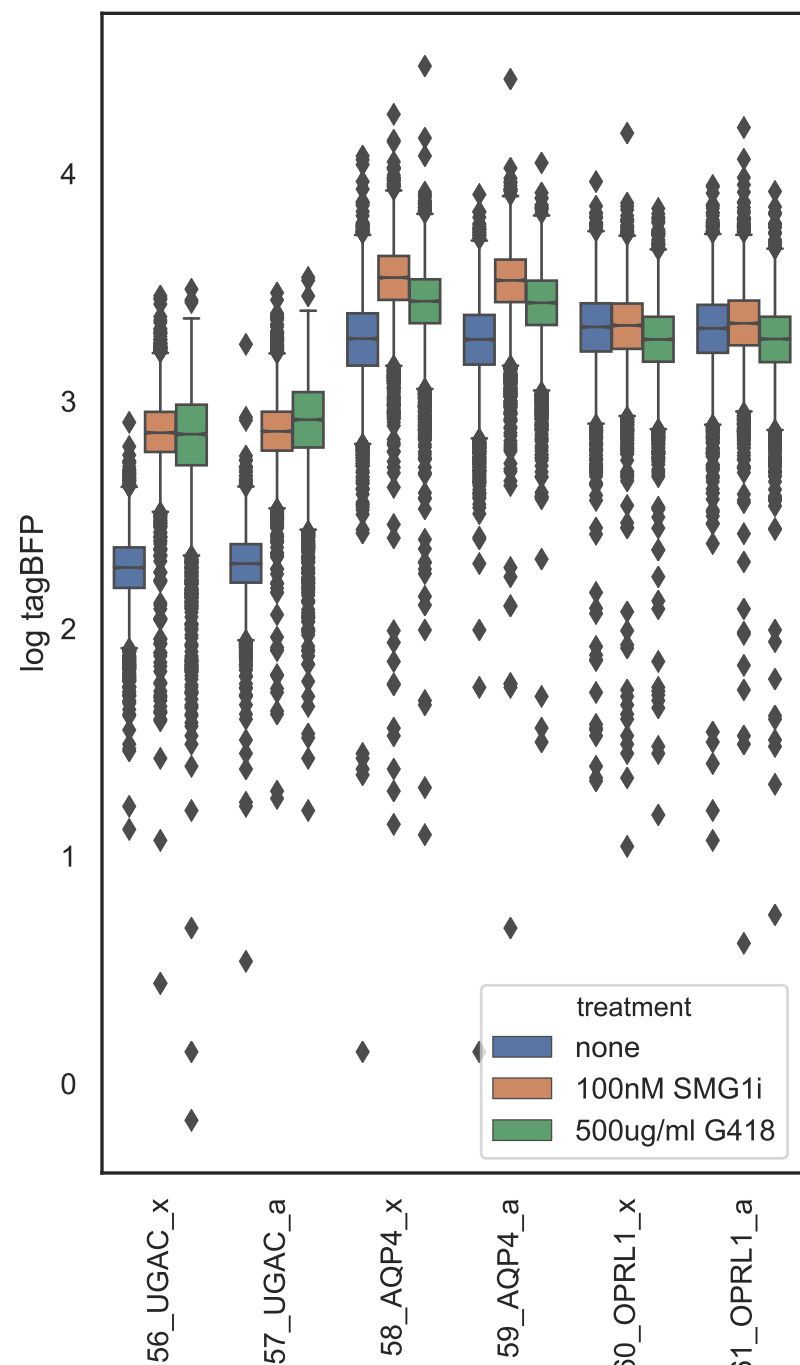 4
3
2
1
0
log tagBFP
treatment
none
100nM SMG1i
500ug/ml G418
56_UGAC_x
57_UGAC_a
58_AQP4_x
59_AQP4_a
60_OPRL1_x
61_OPRL1_a